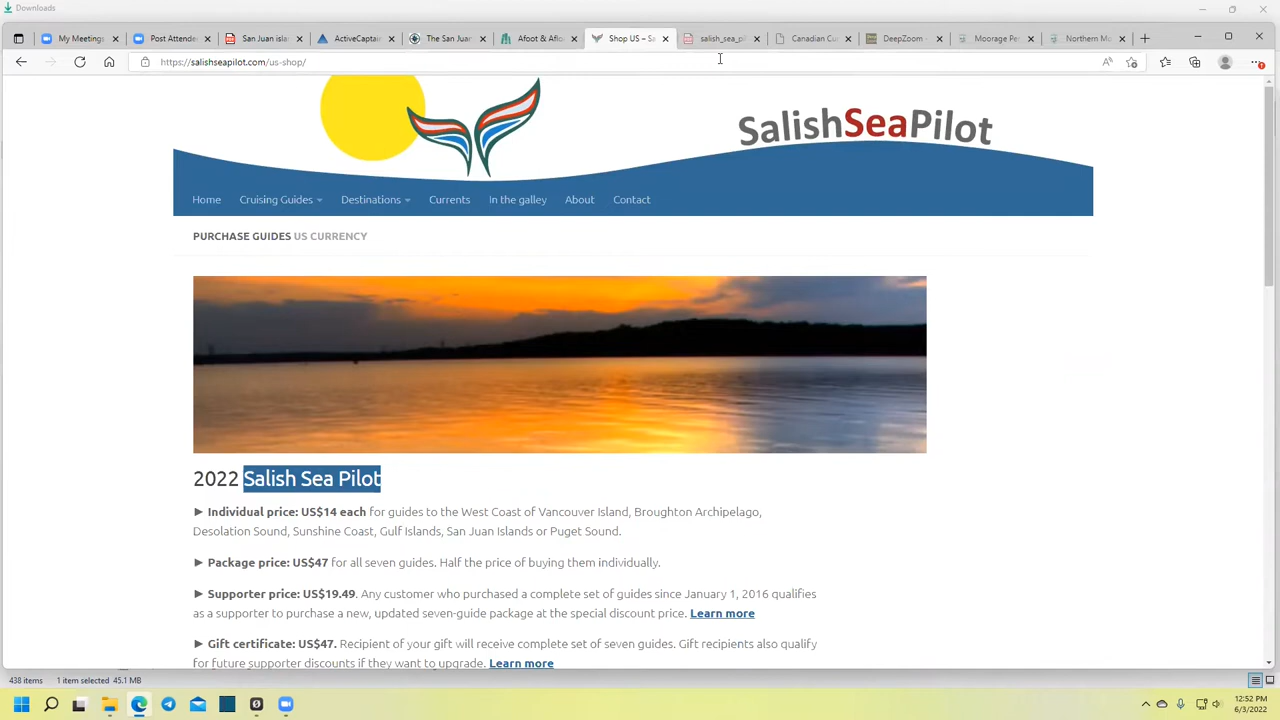 Downloads
My Meetings
Post Attende
San Juan isla
ActiveCaptain
The San Juan
Afoot & Afloa
Shop US – Sa
salish_sea_pil
Canadian Cur
DeepZoom -
Moorage & M
Northern Mo
https://salishseapilot.com/us-shop/
SalishSeaPilot
Home Cruising Guides Destinations Currents In the galley About Contact
PURCHASE GUIDES US CURRENCY
2022 Salish Sea Pilot
► Individual price: US$14 each for guides to the West Coast of Vancouver Island, Broughton Archipelago,
Desolation Sound, Sunshine Coast, Gulf Islands, San Juan Islands or Puget Sound.
► Package price: US$47 for all seven guides. Half the price of buying them individually.
► Supporter price: US$19.49. Any customer who purchased a complete set of guides since January 1, 2016 qualifies
as a supporter to purchase a new, updated seven-guide package at the special discount price. Learn more
► Gift certificate: US$47. Recipient of your gift will receive complete set of seven guides. Gift recipients also qualify
for future supporter discounts if they want to upgrade. Learn more
438 items 1 item selected 45.1 MB
12:52 PM
6/3/2022